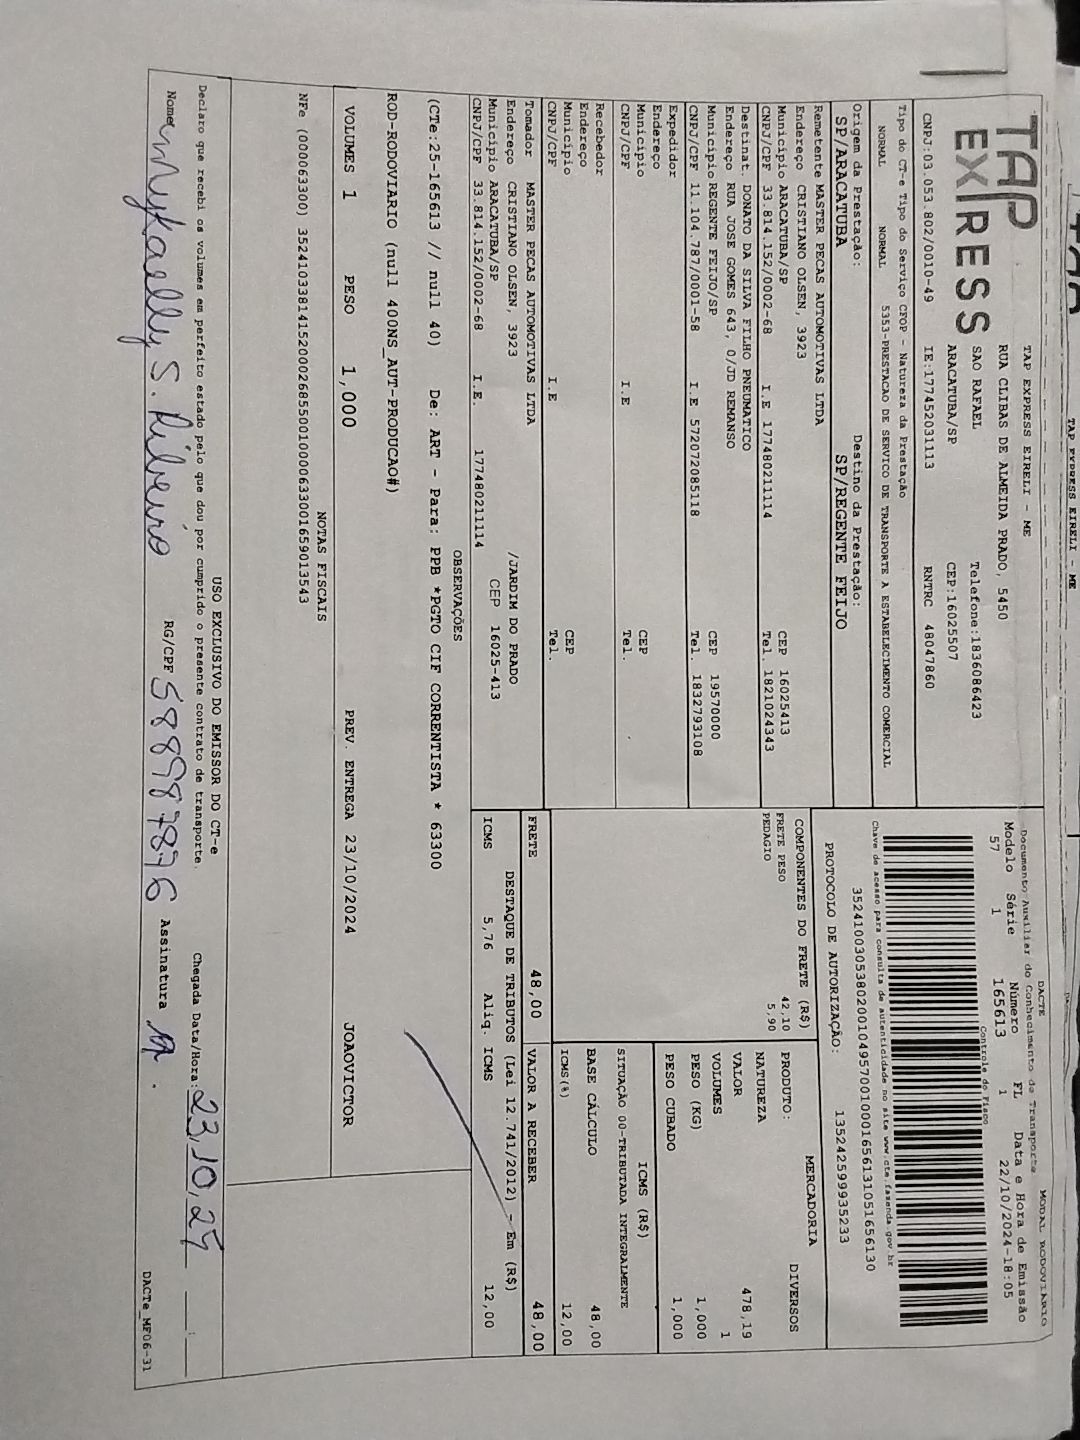 TAP EXPRESS EIRELI - ME
TAP
EXPRESS
TAP EXPRESS EIRELI - ME
RUA CLIBAS DE ALMEIDA PRADO, 5450
SAO RAFAEL Telefone:1836086423
ARACATUBA/SP CEP:16025507
CNPJ:03.053.802/0010-49 IE:177452031113 RNTRC 48047860
DACTE MODAL RODOVIÁRIO
Documento Auxiliar do Conhecimento de Transporte
Modelo Série Número FL Data e Hora de Emissão
57 1 165613 1 22/10/2024-18:05
Controle do Fisco
Chave de acesso para consulta de autenticidade no site www.cte.fazenda.gov.br
35241003053802001049570010001656131051656130
PROTOCOLO DE AUTORIZAÇÃO: 135242599935233
Tipo do CT-e Tipo do Serviço CFOP - Natureza da Prestação
NORMAL NORMAL 5353-PRESTACAO DE SERVICO DE TRANSPORTE A ESTABELECIMENTO COMERCIAL
Origem da Prestação: Destino da Prestação:
SP/ARACATUBA SP/REGENTE FEIJO
Remetente MASTER PECAS AUTOMOTIVAS LTDA
Endereço CRISTIANO OLSEN, 3923
Município ARACATUBA/SP CEP 16025413
CNPJ/CPF 33.814.152/0002-68 I.E 177480211114 Tel. 1821024343
Destinat. DONATO DA SILVA FILHO PNEUMATICO
Endereço RUA JOSE GOMES 643, 0/JD REMANSO
Município REGENTE FEIJO/SP CEP 19570000
CNPJ/CPF 11.104.787/0001-58 I.E 572072085118 Tel. 1832793108
Expedidor
Endereço
Município CEP
CNPJ/CPF I.E Tel.
Recebedor
Endereço
Município CEP
CNPJ/CPF I.E Tel.
Tomador MASTER PECAS AUTOMOTIVAS LTDA
Endereço CRISTIANO OLSEN, 3923 /JARDIM DO PRADO
Município ARACATUBA/SP CEP 16025-413
CNPJ/CPF 33.814.152/0002-68 I.E. 177480211114
COMPONENTES DO FRETE (R$)
FRETE PESO 42,10
PEDAGIO 5,90
MERCADORIA
PRODUTO: DIVERSOS
NATUREZA
VALOR 478,19
VOLUMES 1
PESO (KG) 1,000
PESO CUBADO 1,000
ICMS (R$)
SITUAÇÃO 00-TRIBUTADA INTEGRALMENTE
BASE CÁLCULO 48,00
ICMS(%) 12,00
FRETE 48,00 VALOR A RECEBER 48,00
DESTAQUE DE TRIBUTOS (Lei 12.741/2012) - Em (R$)
ICMS 5,76 Aliq. ICMS 12,00
OBSERVAÇÕES
(CTe:25-165613 // null 40) De: ART - Para: PPB *PGTO CIF CORRENTISTA * 63300
ROD-RODOVIARIO (null 400NS_AUT-PRODUCAO#)
VOLUMES 1 PESO 1,000 PREV. ENTREGA 23/10/2024 JOAOVICTOR
NOTAS FISCAIS
NFe (000063300) 35241033814152000268550010000633001659013543
USO EXCLUSIVO DO EMISSOR DO CT-e
Declaro que recebi os volumes em perfeito estado pelo que dou por cumprido o presente contrato de transporte. Chegada Data/Hora: 23/10/24 :
Nome S. Ribeiro RG/CPF Assinatura
DACTe_MF06-31